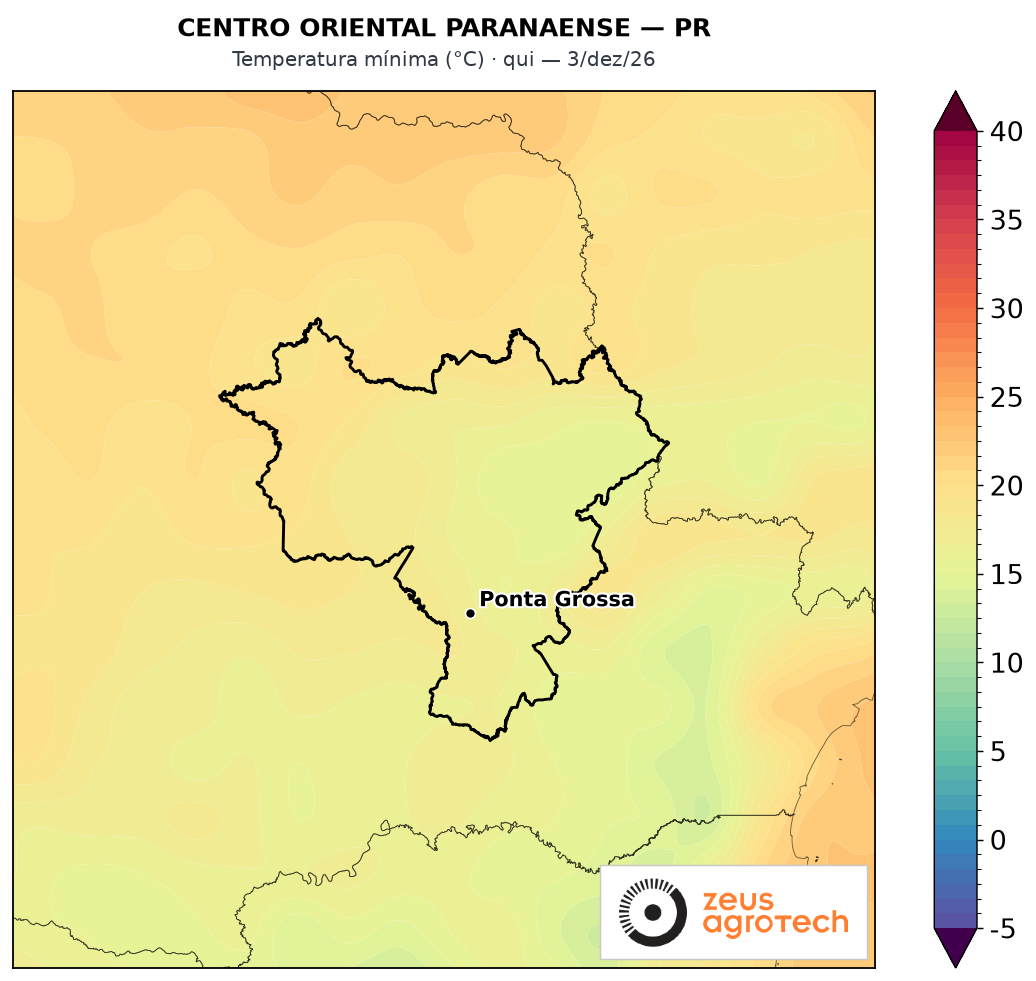 CENTRO ORIENTAL PARANAENSE — PR
Temperatura mínima (°C) · qui — 3/dez/26
40
35
30
25
20
15
10
5
0
-5
Ponta Grossa
zeus
agrotech